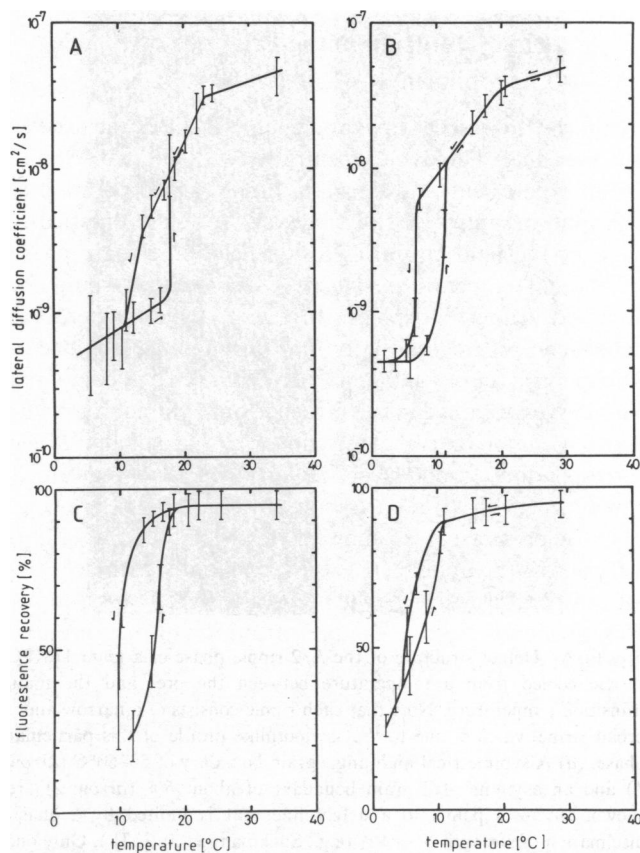 10⁻⁷
10⁻⁷
A
B
10⁻⁸
10⁻⁸
lateral diffusion coefficient [cm²/s]
10⁻⁹
10⁻⁹
10⁻¹⁰
10⁻¹⁰
10 20 30 40
0 10 20 30 40
100
100
C
D
fluorescence recovery [%]
50
50
0 10 20 30 40
0 10 20 30 40
temperature [°C]
temperature [°C]